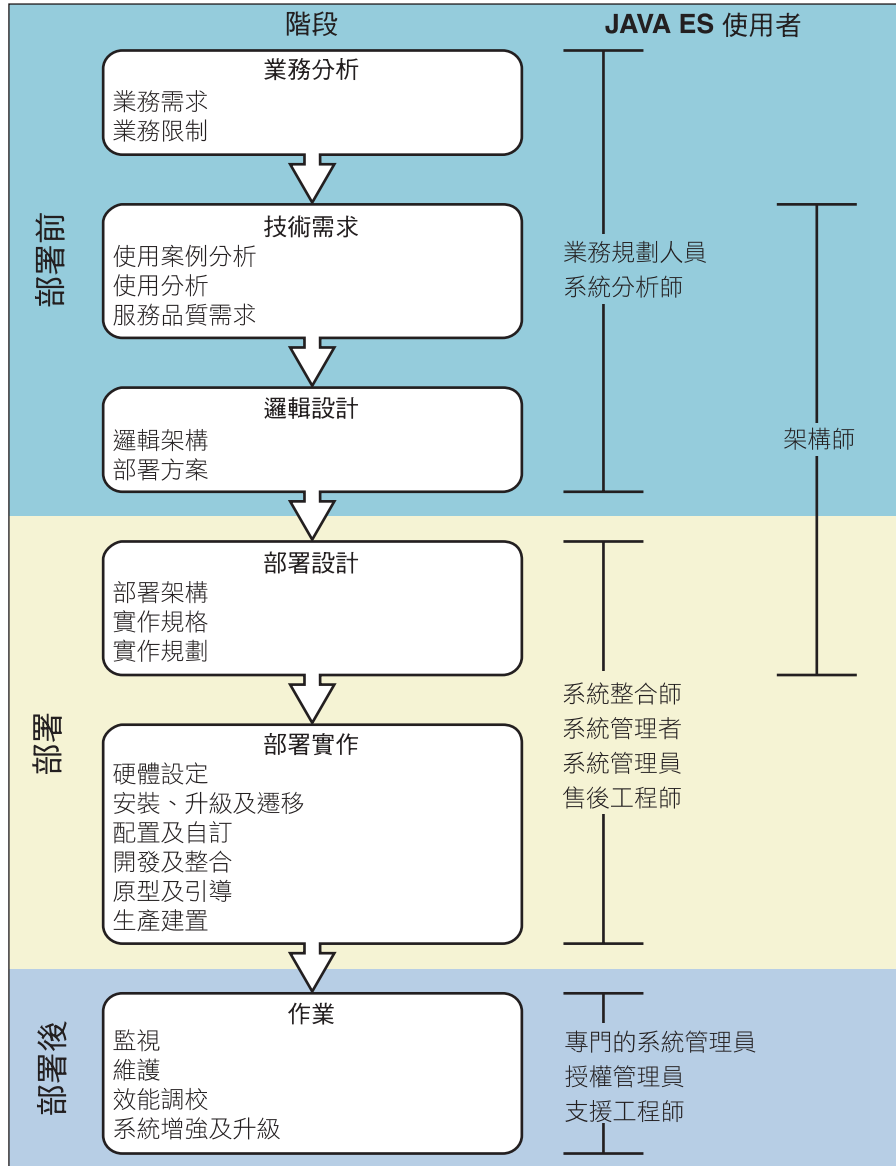 階段
JAVA ES 使用者
部署前
業務分析
業務需求
業務限制
技術需求
使用案例分析
使用分析
服務品質需求
邏輯設計
邏輯架構
部署方案
業務規劃人員
系統分析師
架構師
部署
部署設計
部署架構
實作規格
實作規劃
部署實作
硬體設定
安裝、升級及遷移
配置及自訂
開發及整合
原型及引導
生產建置
系統整合師
系統管理者
系統管理員
售後工程師
部署後
作業
監視
維護
效能調校
系統增強及升級
專門的系統管理員
授權管理員
支援工程師